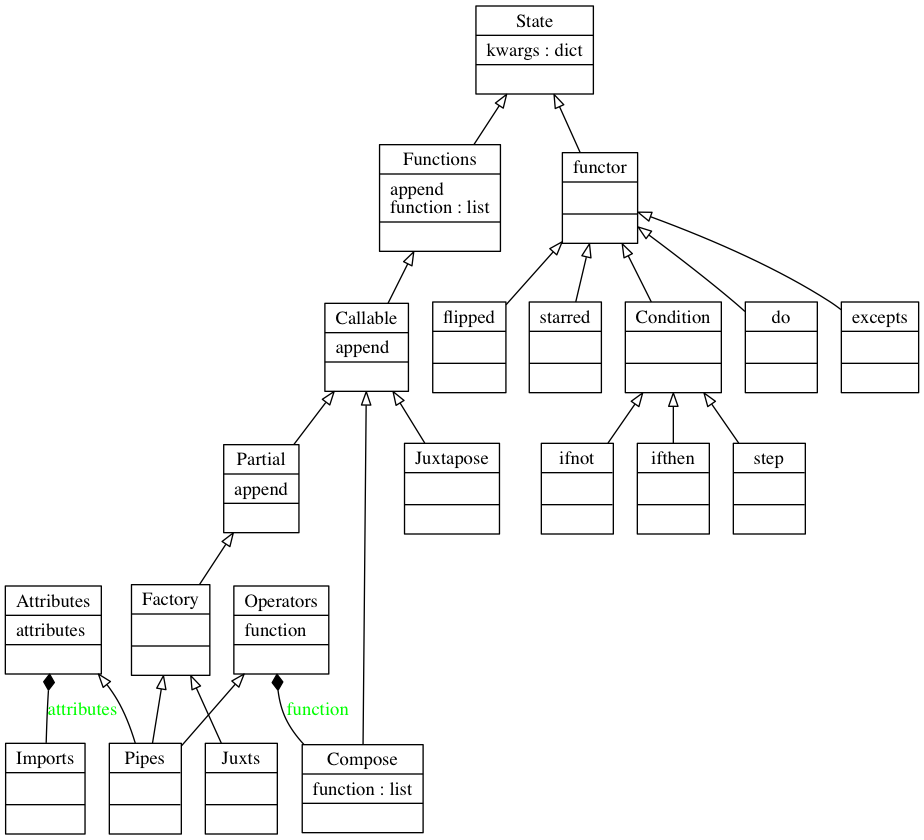 State
kwargs : dict
Functions
append
function : list
functor
Callable
append
flipped
starred
Condition
do
excepts
Partial
append
Juxtapose
ifnot
ifthen
step
Attributes
attributes
Factory
Operators
function
attributes
function
Imports
Pipes
Juxts
Compose
function : list